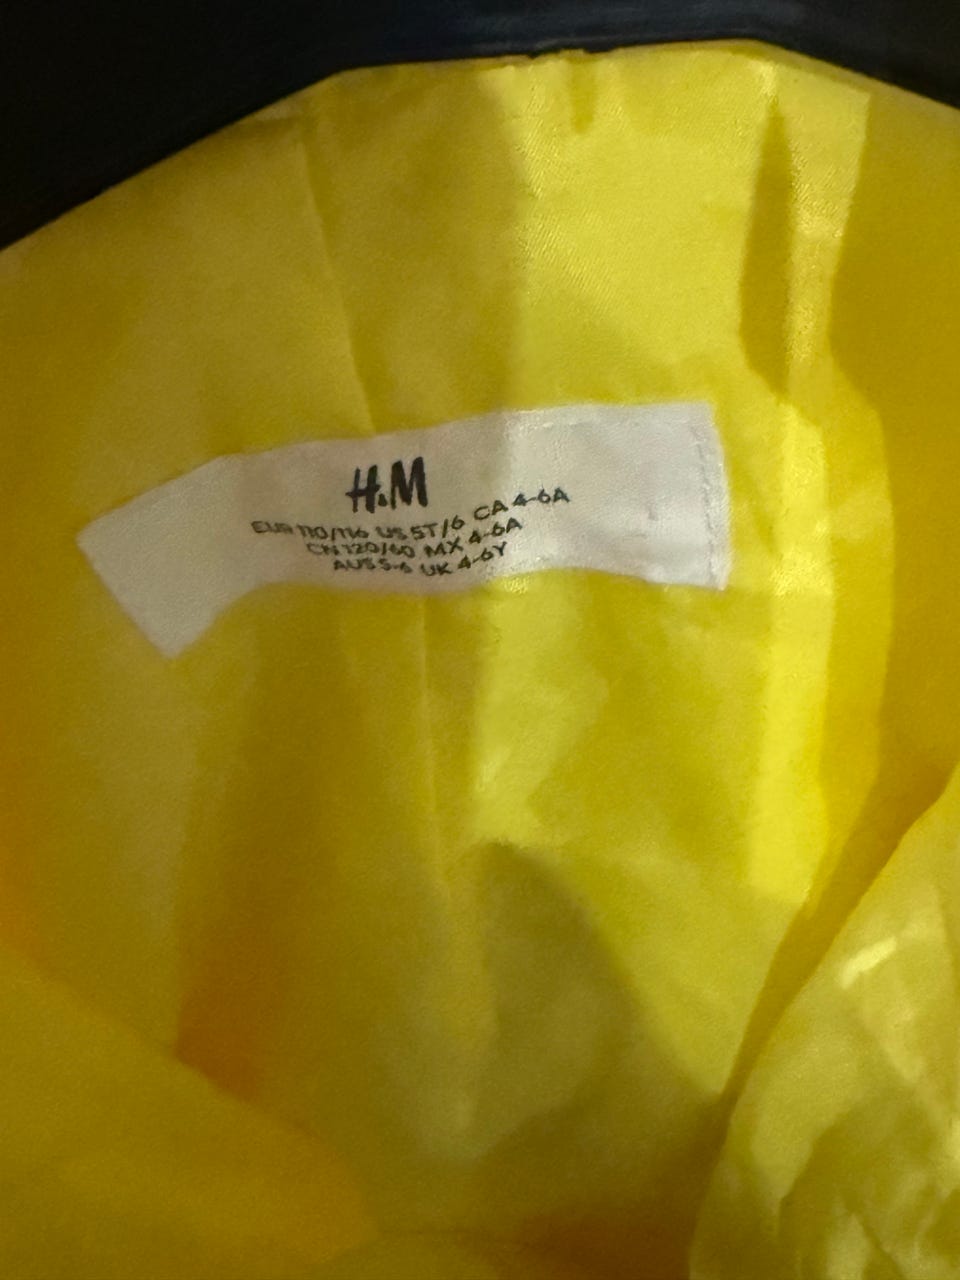 H&M
EUR 110/116 US 5T/6 CA 4-6A
CN 120/60 MX 4-6A
AUS 5-6 UK 4-6Y